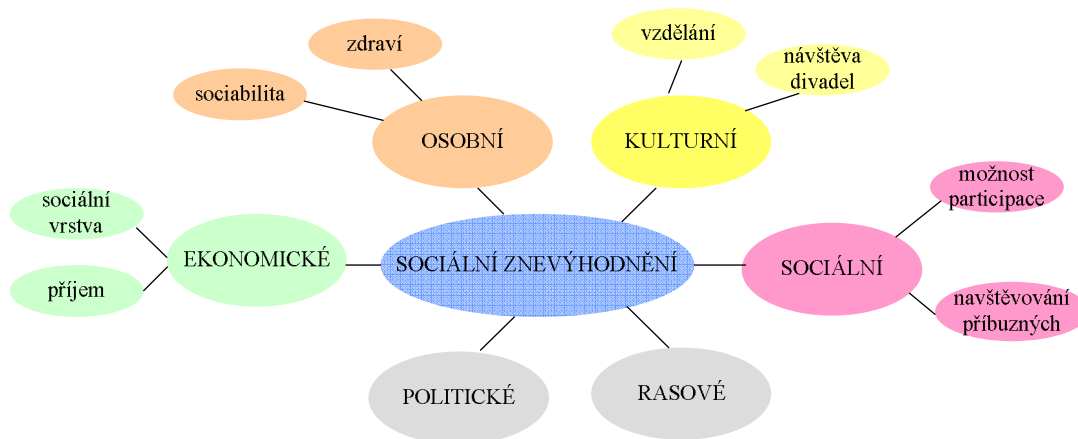 zdraví
vzdělání
návštěva
divadel
sociabilita
OSOBNÍ
KULTURNÍ
možnost
participace
sociální
vrstva
EKONOMICKÉ
SOCIÁLNÍ ZNEVÝHODNĚNÍ
SOCIÁLNÍ
příjem
navštěvování
příbuzných
POLITICKÉ
RASOVÉ